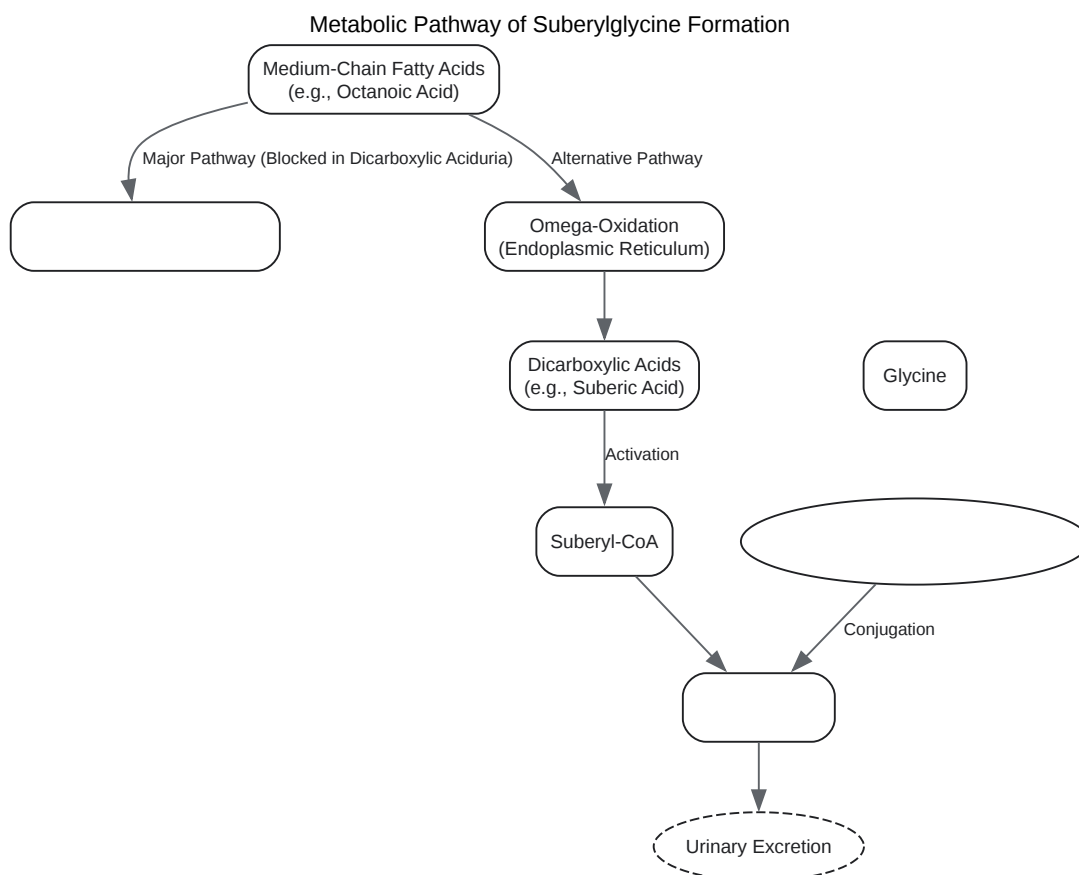 Metabolic Pathway of Suberylglycine Formation
Medium-Chain Fatty Acids
(e.g., Octanoic Acid)
Major Pathway (Blocked in Dicarboxylic Aciduria)
Alternative Pathway
Omega-Oxidation
(Endoplasmic Reticulum)
Dicarboxylic Acids
(e.g., Suberic Acid)
Glycine
Activation
Suberyl-CoA
Conjugation
Urinary Excretion